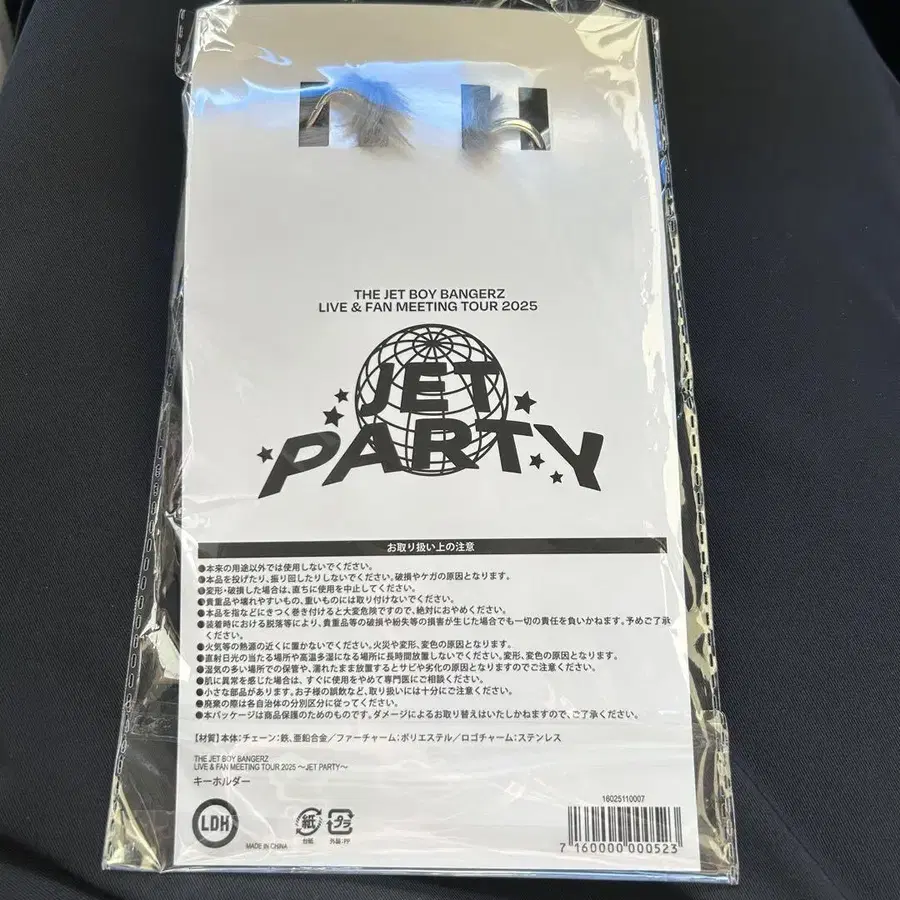 THE JET BOY BANGERZ
LIVE & FAN MEETING TOUR 2025
JET
PARTY
お取り扱い上の注意
●本来の用途以外では使用しないでください。
●本品を投げたり、振り回したりしないでください。破損やケガの原因となります。
●変形・破損した場合は、直ちに使用を中止してください。
●貴重品や壊れやすいもの、重いものには取り付けないでください。
●本品を指などにきつく巻き付けると大変危険ですので、絶対におやめください。
●装着時における脱落等により、貴重品等の破損や紛失等の損害が生じた場合でも一切の責任を負いかねます。予めご了承
ください。
●火気等の熱源の近くに置かないでください。火災や変形、変色の原因となります。
●直射日光の当たる場所や高温多湿になる場所に長時間放置しないでください。変形、変色の原因となります。
●湿気の多い場所での保管や、濡れたまま放置するとサビや劣化の原因となりますのでご注意ください。
●肌に異常を感じた場合は、すぐに使用をやめて専門医にご相談ください。
●小さな部品があります。お子様の誤飲など、取り扱いには十分にご注意ください。
●廃棄の際は各自治体の分別区分に従ってください。
●本パッケージは商品保護のためのものです。ダメージによるお取り替えはいたしかねますので、ご了承ください。
【材質】本体:チェーン:鉄、亜鉛合金/ファーチャーム:ポリエステル/ロゴチャーム:ステンレス
THE JET BOY BANGERZ
LIVE & FAN MEETING TOUR 2025 〜JET PARTY〜
キーホルダー
LDH
MADE IN CHINA
紙
台紙
プラ
外装:PP
16025110007
7 160000 000523